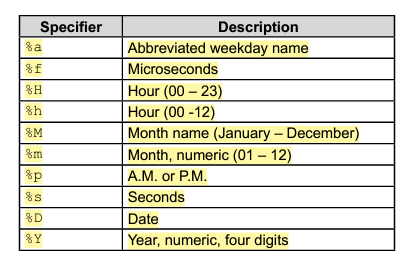 Specifier Description
%a Abbreviated weekday name
%f Microseconds
%H Hour (00 – 23)
%h Hour (00 -12)
%M Month name (January – December)
%m Month, numeric (01 – 12)
%p A.M. or P.M.
%s Seconds
%D Date
%Y Year, numeric, four digits